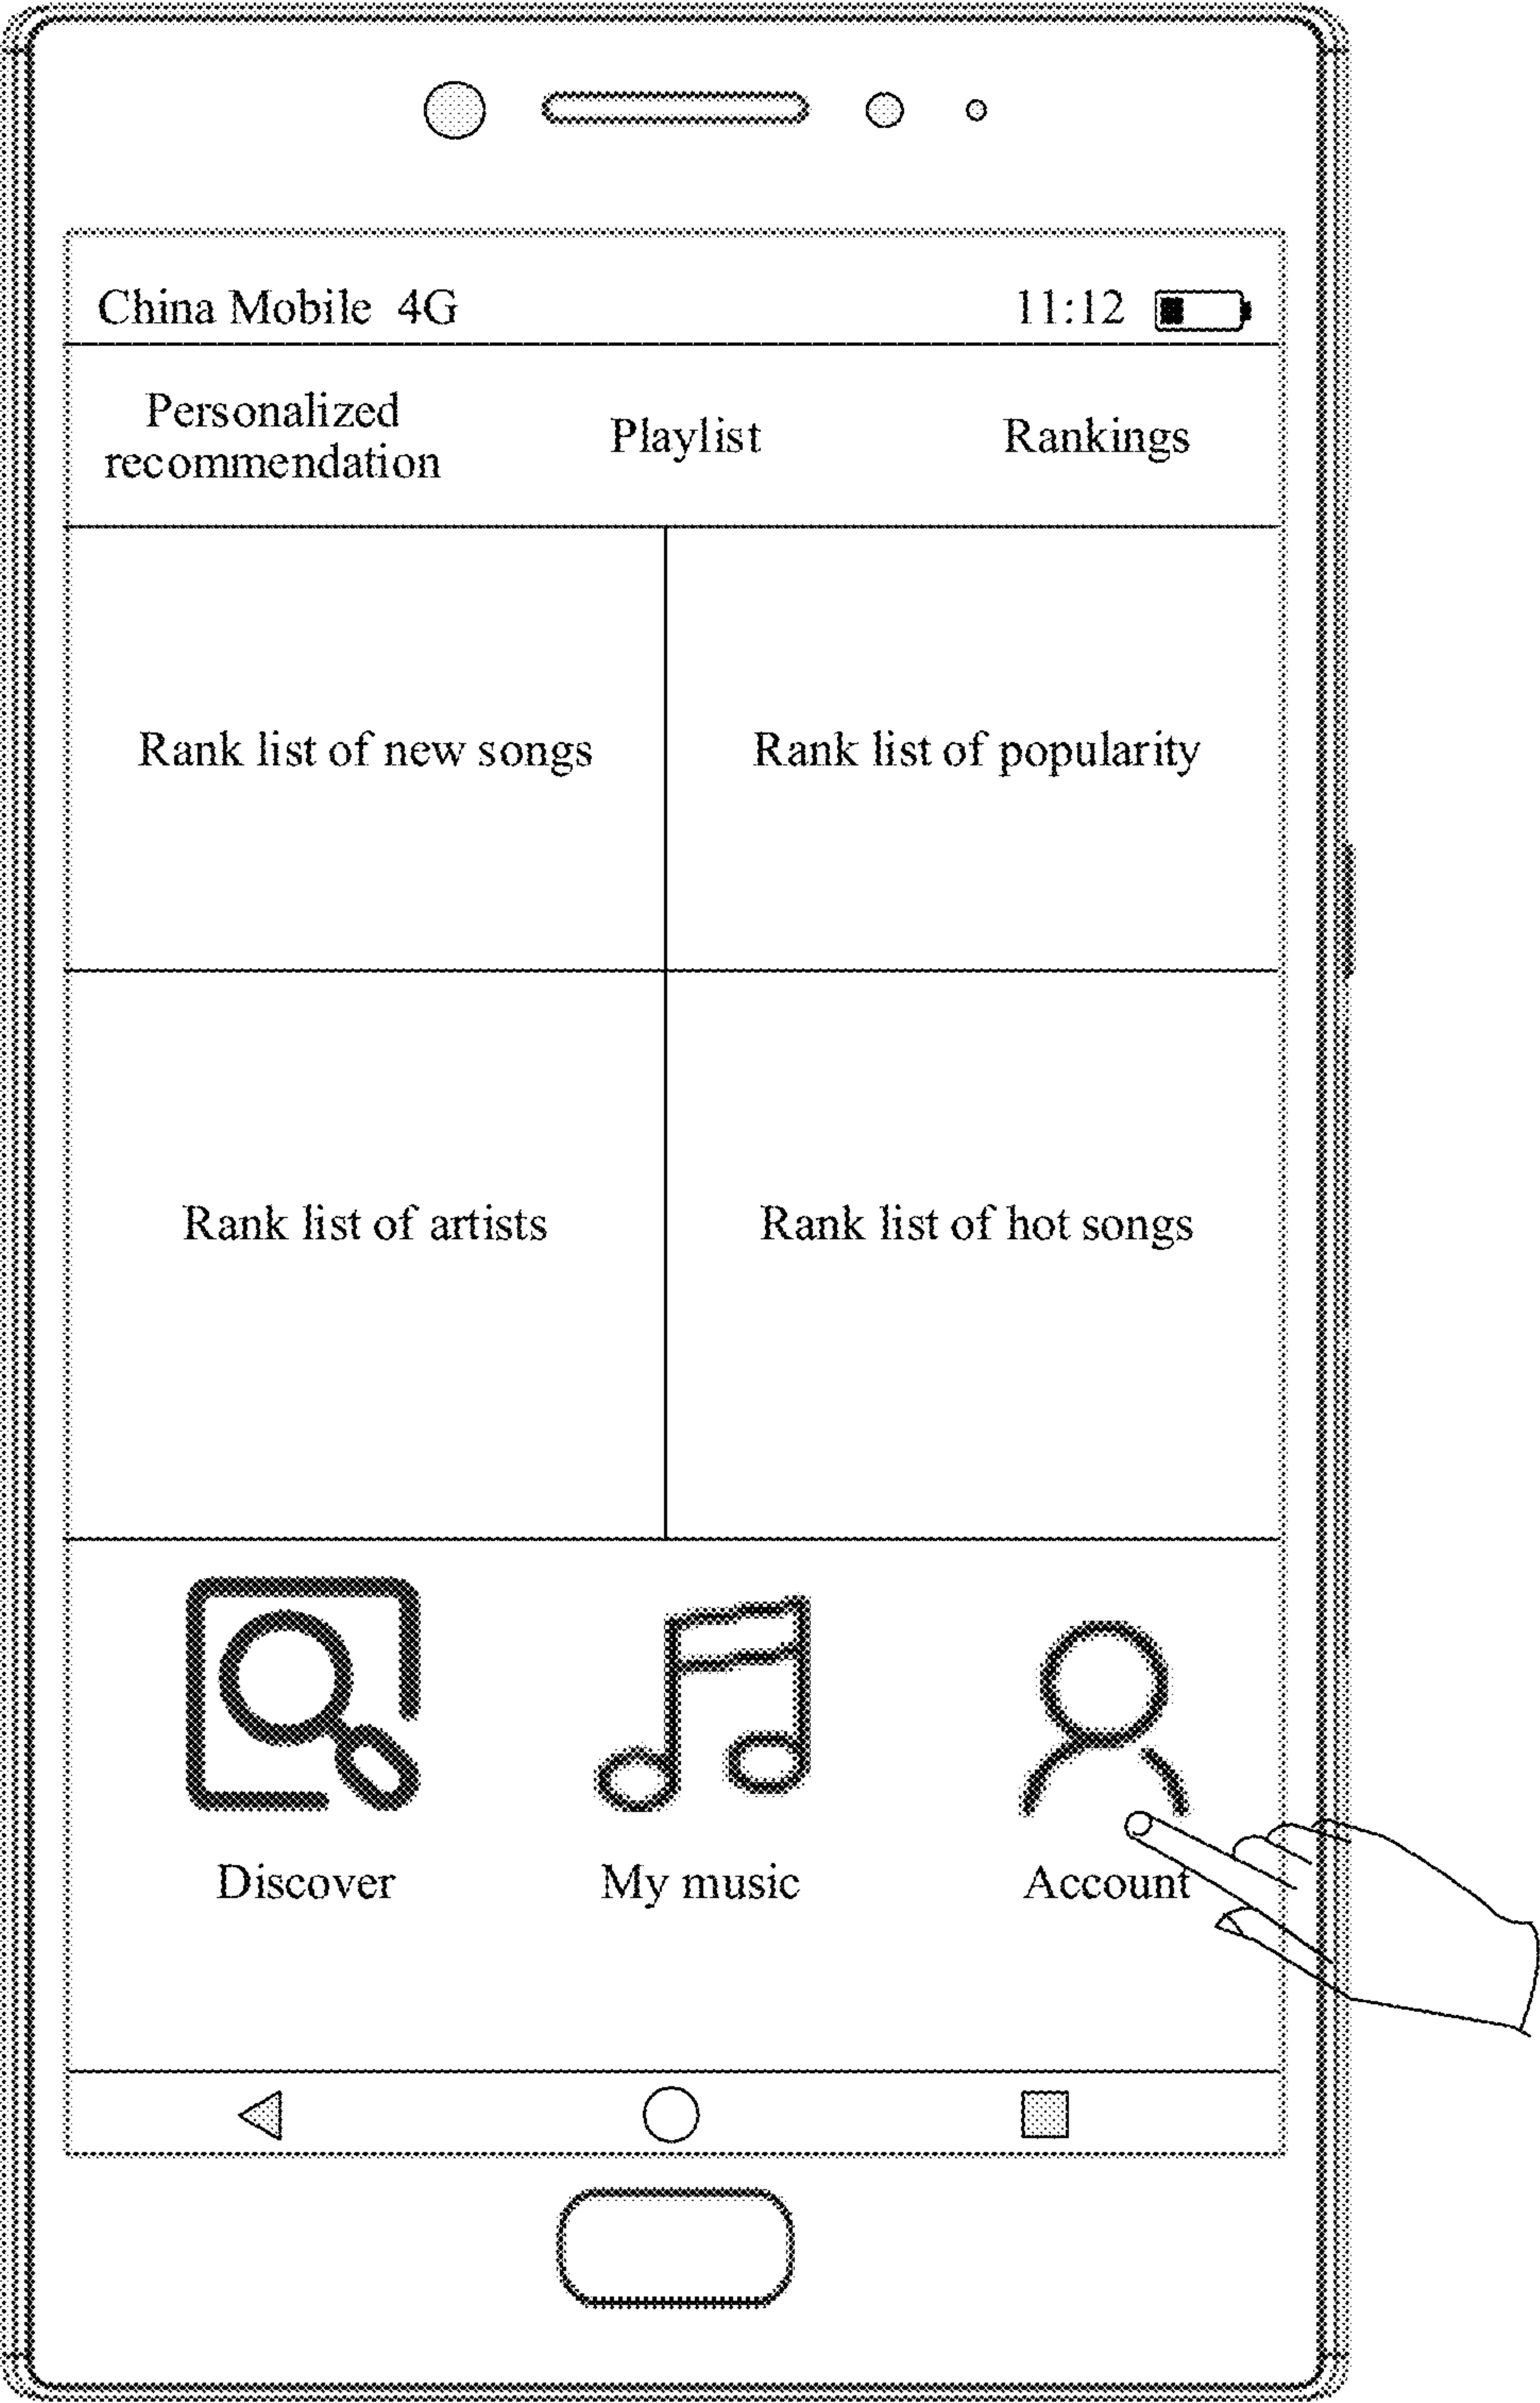 China Mobile 4G 11:12
Personalized
recommendation
Playlist
Rankings
Rank list of new songs
Rank list of popularity
Rank list of artists
Rank list of hot songs
Discover
My music
Account